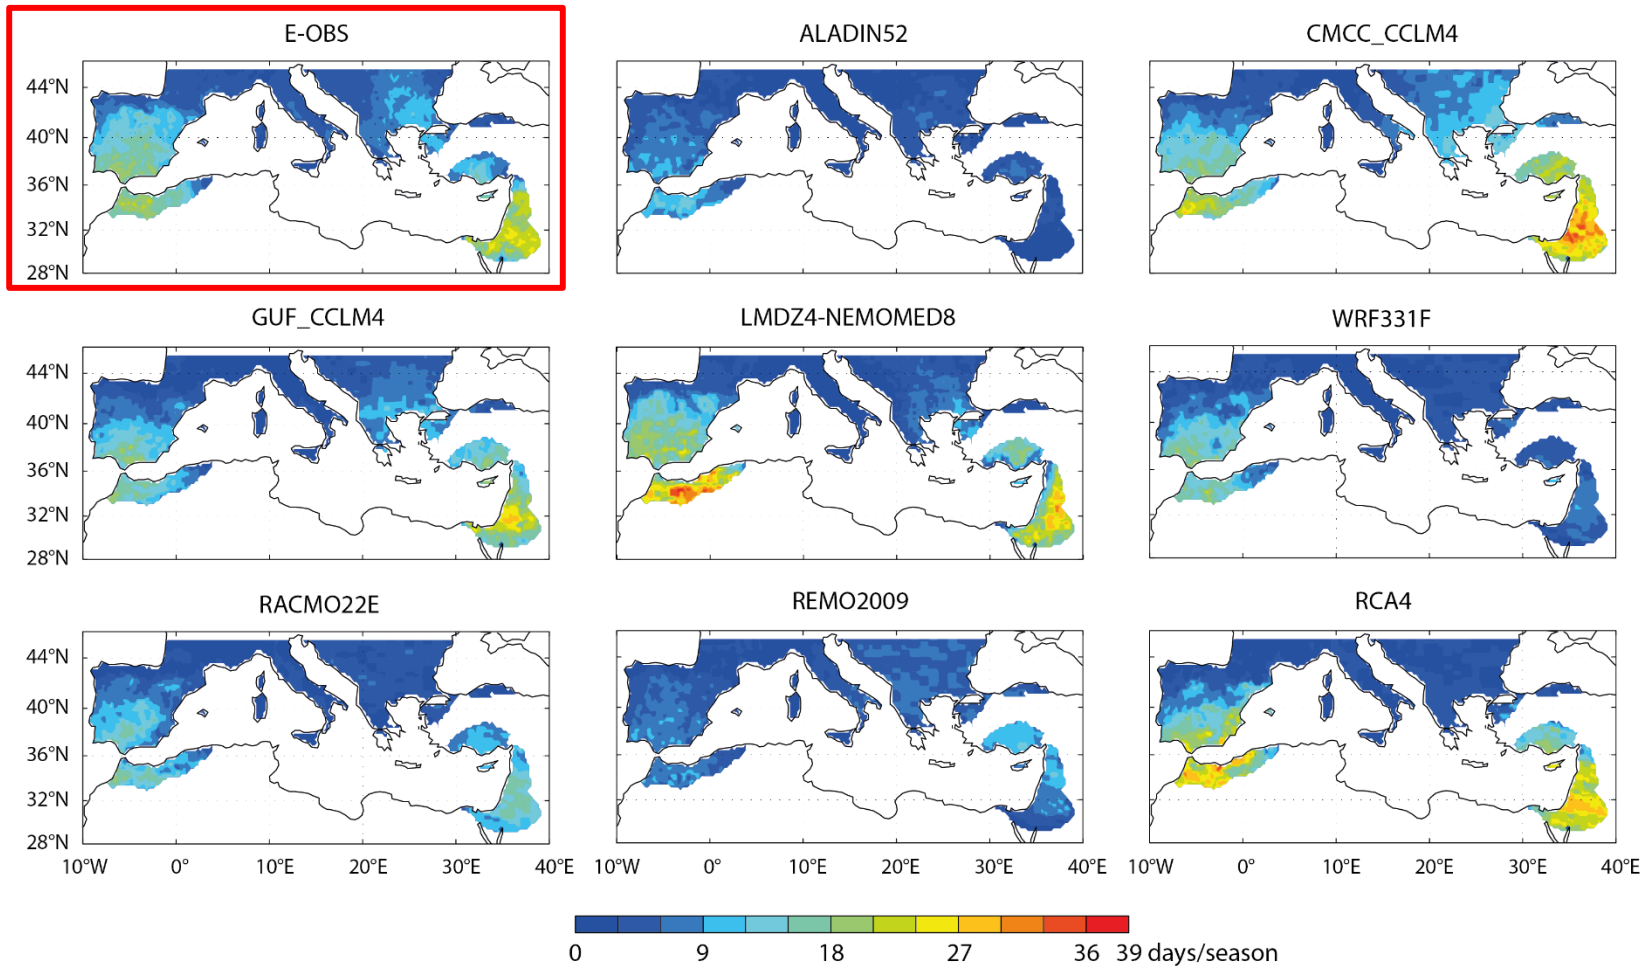 E-OBS ALADIN52 CMCC_CCLM4
44°N
40°N
36°N
32°N
28°N
GUF_CCLM4 LMDZ4-NEMOMED8 WRF331F
44°N
40°N
36°N
32°N
28°N
RACMO22E REMO2009 RCA4
44°N
40°N
36°N
32°N
28°N
10°W 0° 10°E 20°E 30°E 40°E 10°W 0° 10°E 20°E 30°E 40°E 10°W 0° 10°E 20°E 30°E 40°E
0 9 18 27 36 39 days/season